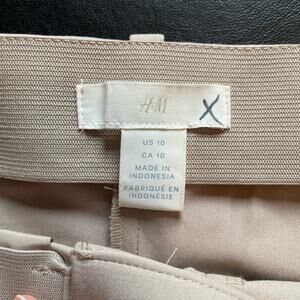 H&M
X
US 10
CA 10
MADE IN
INDONESIA
FABRIQUÉ EN
INDONÉSIE